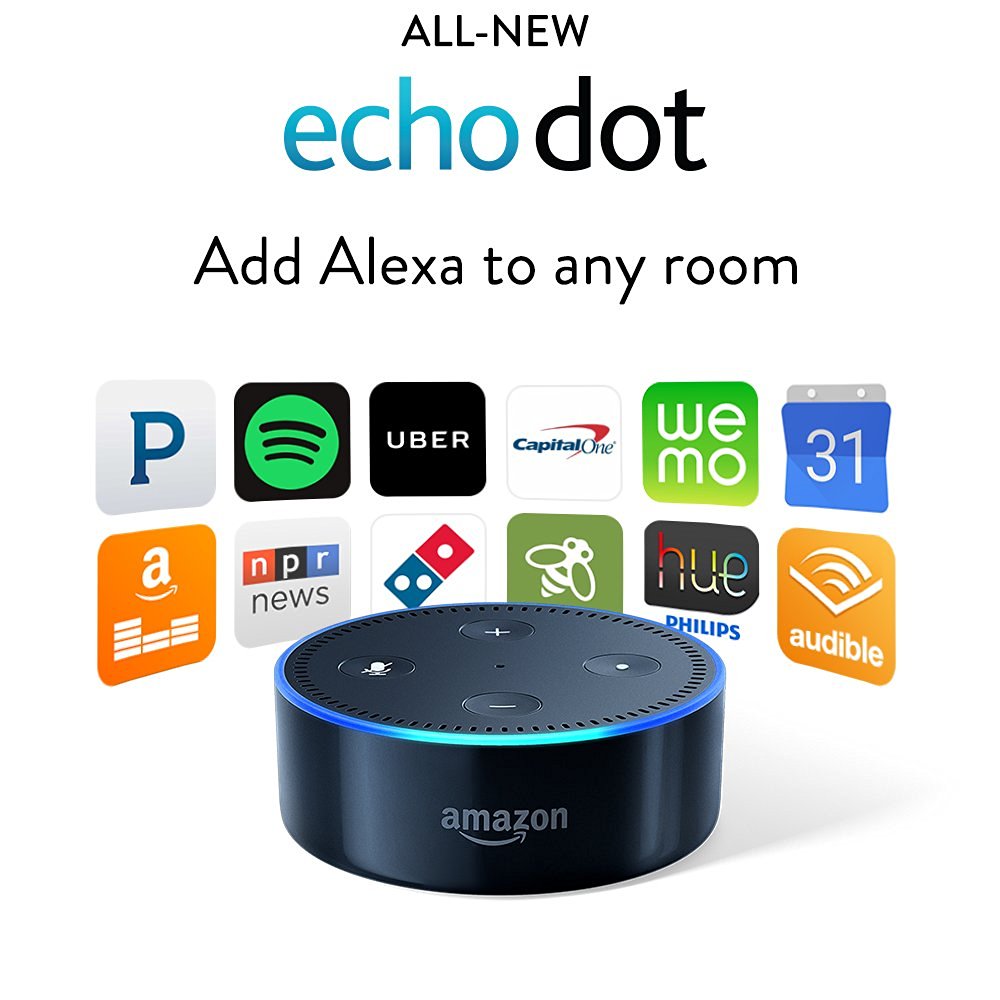 ALL-NEW
echo dot
Add Alexa to any room
P
UBER
Capital One®
we
mo
31
a
npr
news
hue
PHILIPS
audible
amazon